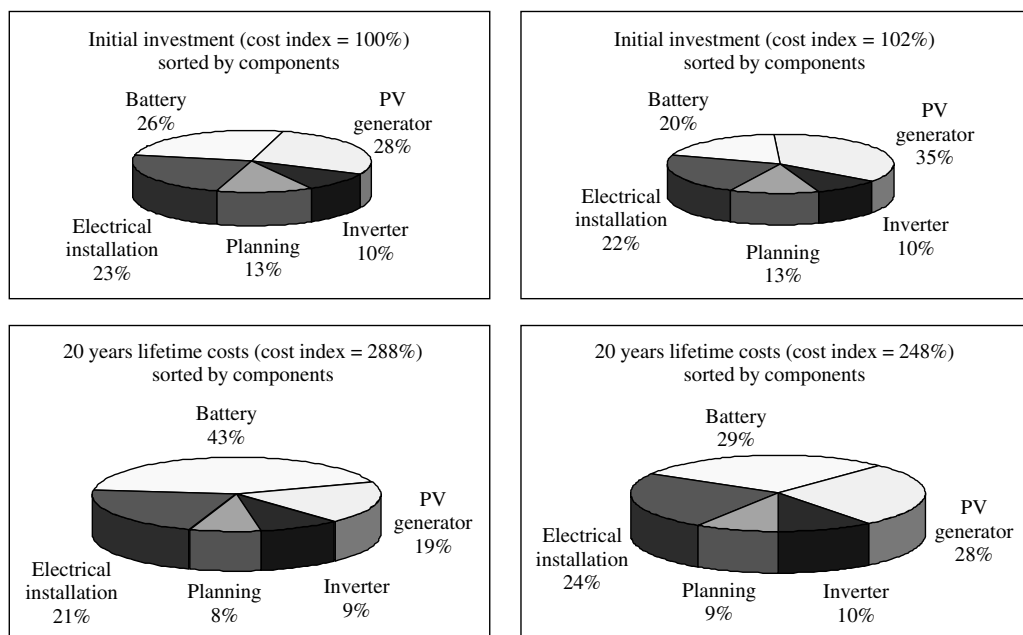 Initial investment (cost index = 100%)
sorted by components
Battery
26%
PV
generator
28%
Electrical
installation
23%
Planning
13%
Inverter
10%
Initial investment (cost index = 102%)
sorted by components
Battery
20%
PV
generator
35%
Electrical
installation
22%
Planning
13%
Inverter
10%
20 years lifetime costs (cost index = 288%)
sorted by components
Battery
43%
PV
generator
19%
Electrical
installation
21%
Planning
8%
Inverter
9%
20 years lifetime costs (cost index = 248%)
sorted by components
Battery
29%
PV
generator
28%
Electrical
installation
24%
Planning
9%
Inverter
10%